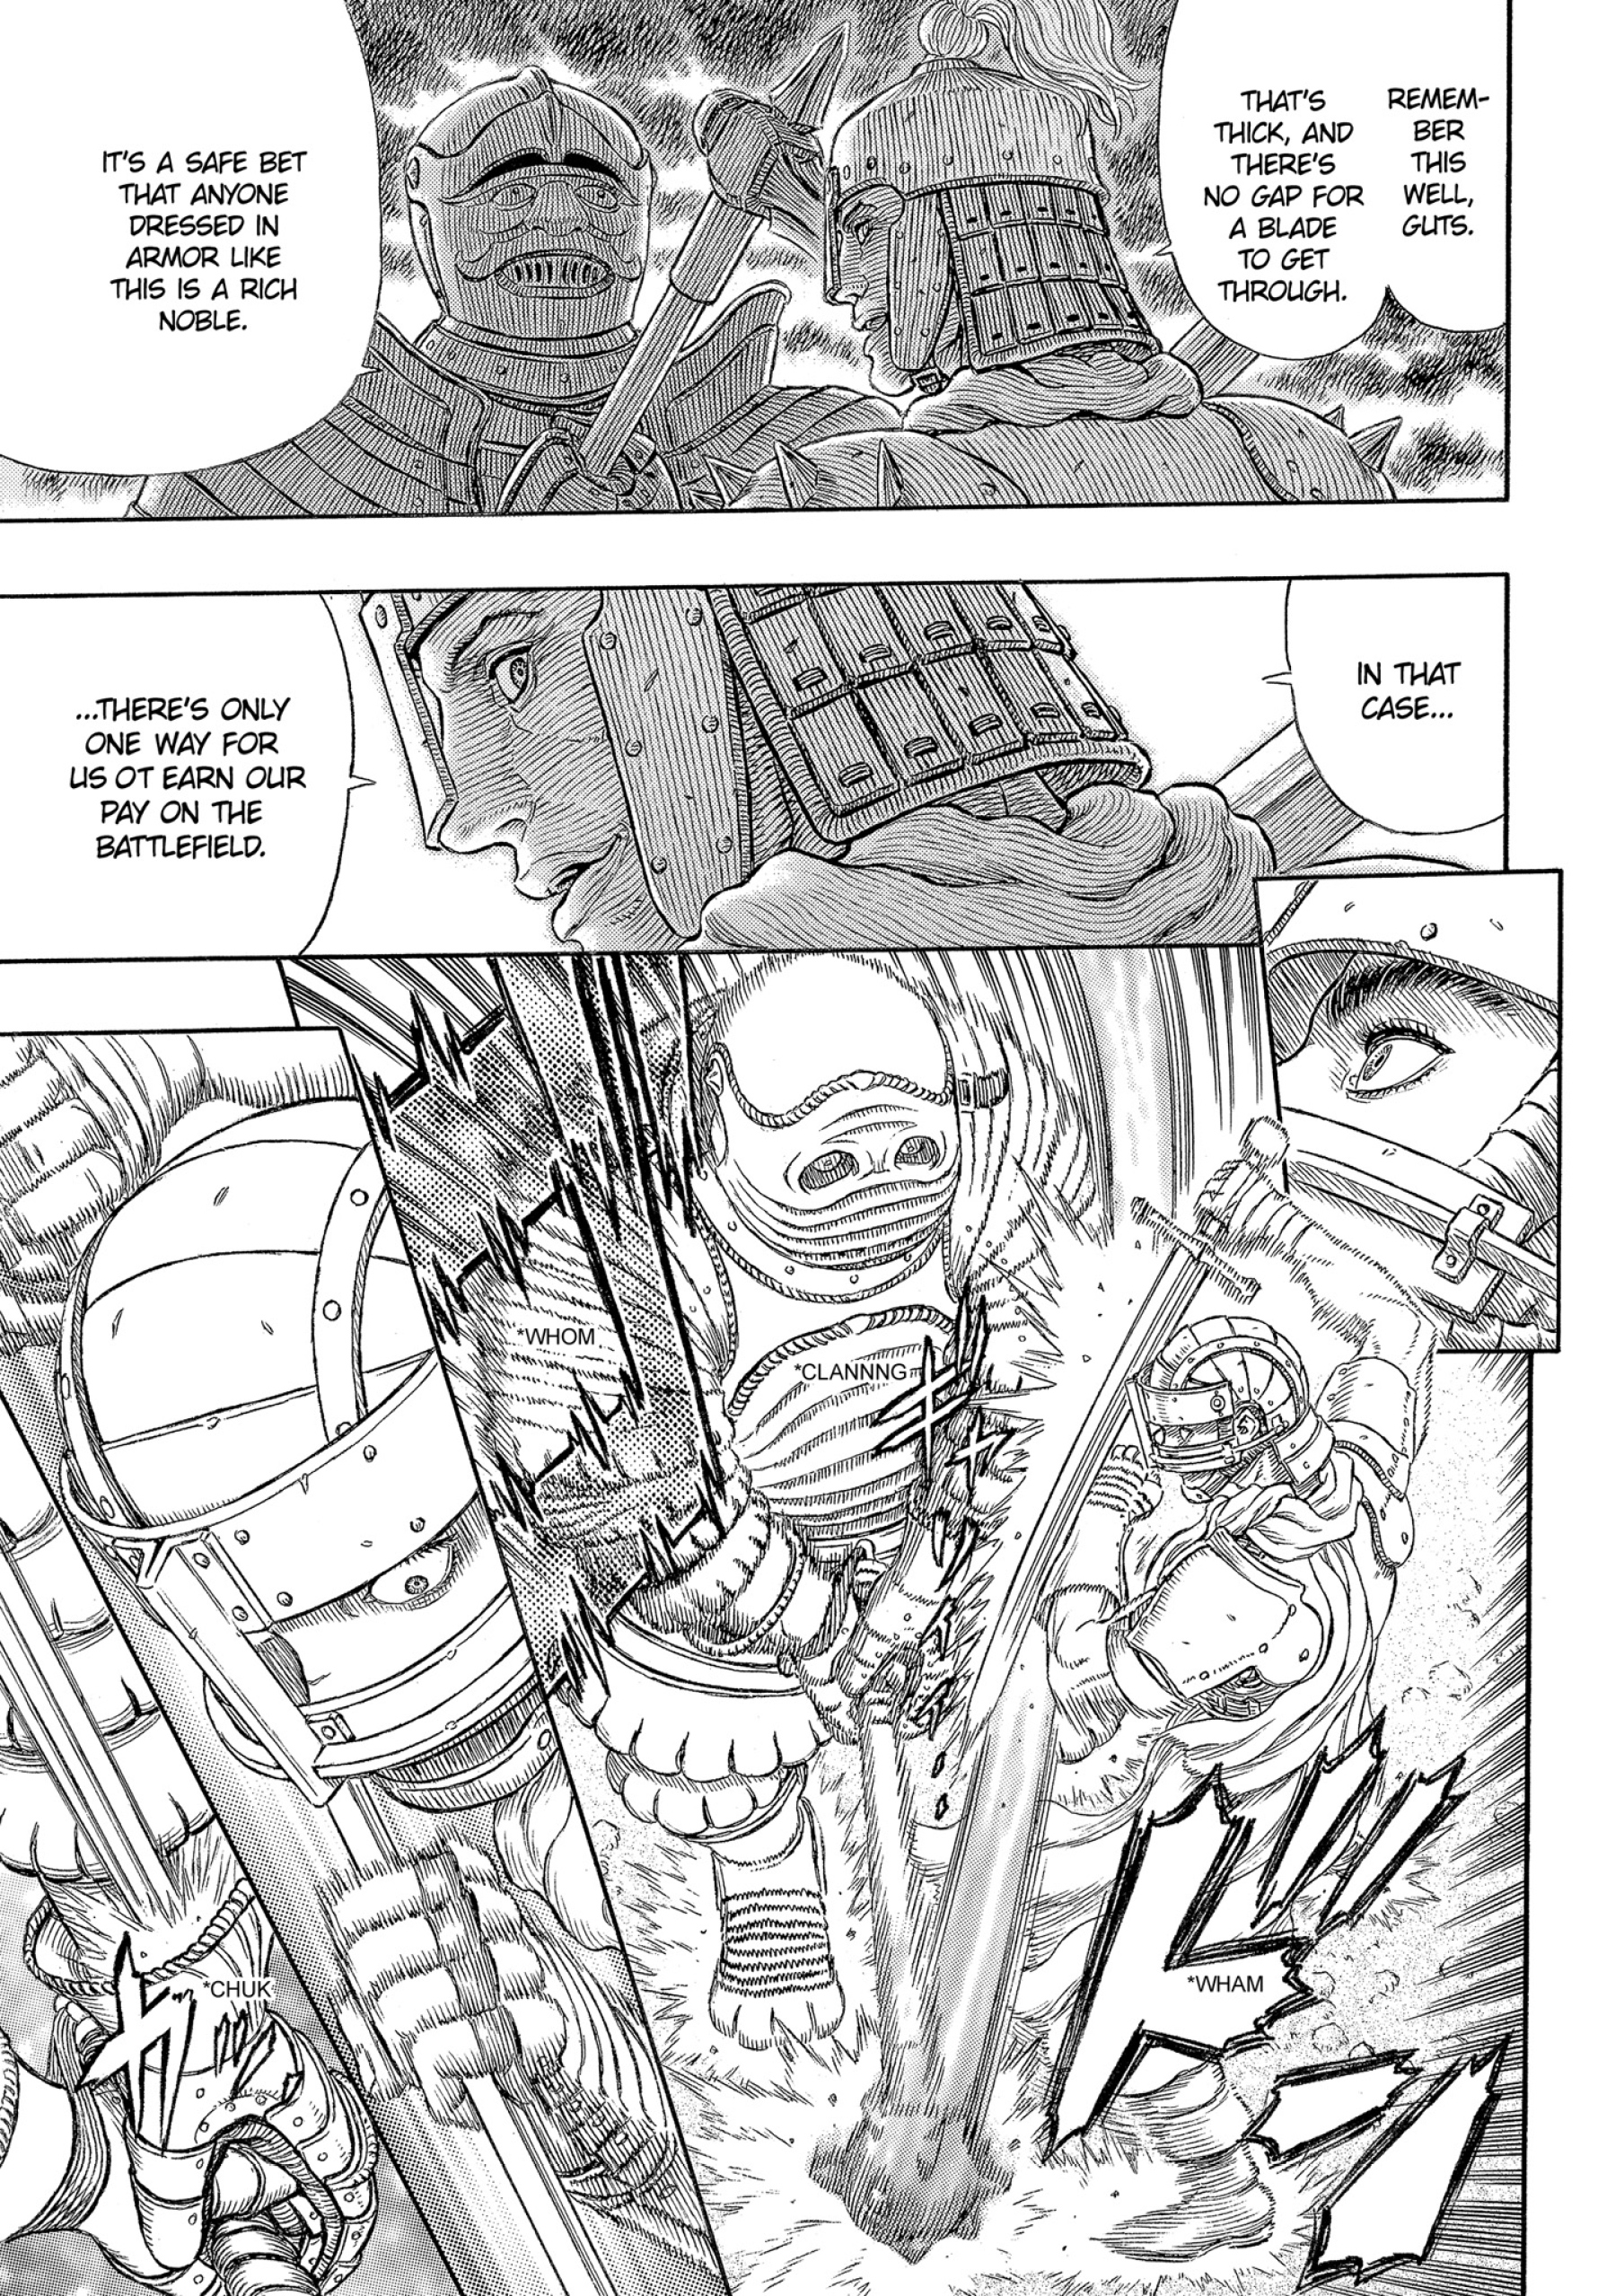 REMEM-
BER
THIS
WELL,
GUTS.
THAT'S
THICK, AND
THERE'S
NO GAP FOR
A BLADE
TO GET
THROUGH.
IT'S A SAFE BET
THAT ANYONE
DRESSED IN
ARMOR LIKE
THIS IS A RICH
NOBLE.
IN THAT
CASE...
...THERE'S ONLY
ONE WAY FOR
US OT EARN OUR
PAY ON THE
BATTLEFIELD.
*CLANNNG
*WHAM
*WHOM
*CHUK